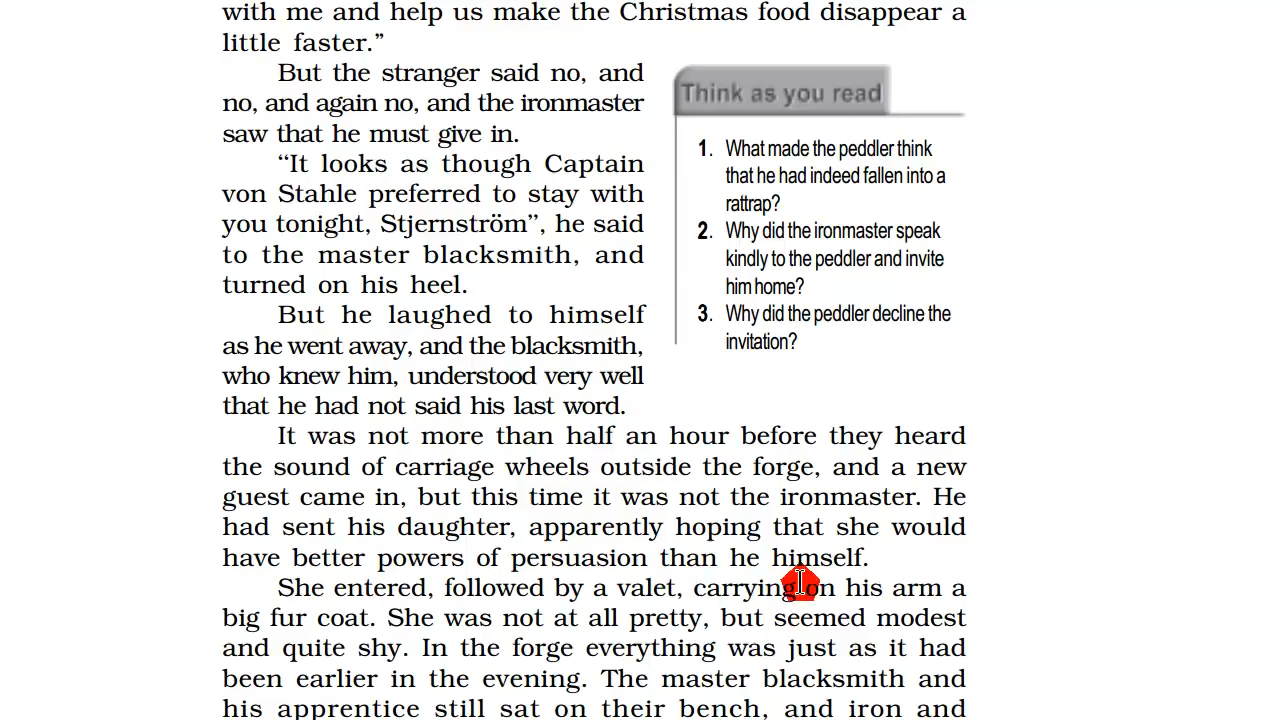 with me and help us make the Christmas food disappear a
little faster.”
But the stranger said no, and
no, and again no, and the ironmaster
saw that he must give in.
“It looks as though Captain
von Stahle preferred to stay with
you tonight, Stjernström”, he said
to the master blacksmith, and
turned on his heel.
But he laughed to himself
as he went away, and the blacksmith,
who knew him, understood very well
that he had not said his last word.
Think as you read
1. What made the peddler think
that he had indeed fallen into a
rattrap?
2. Why did the ironmaster speak
kindly to the peddler and invite
him home?
3. Why did the peddler decline the
invitation?
It was not more than half an hour before they heard
the sound of carriage wheels outside the forge, and a new
guest came in, but this time it was not the ironmaster. He
had sent his daughter, apparently hoping that she would
have better powers of persuasion than he himself.
She entered, followed by a valet, carrying on his arm a
big fur coat. She was not at all pretty, but seemed modest
and quite shy. In the forge everything was just as it had
been earlier in the evening. The master blacksmith and
his apprentice still sat on their bench, and iron and